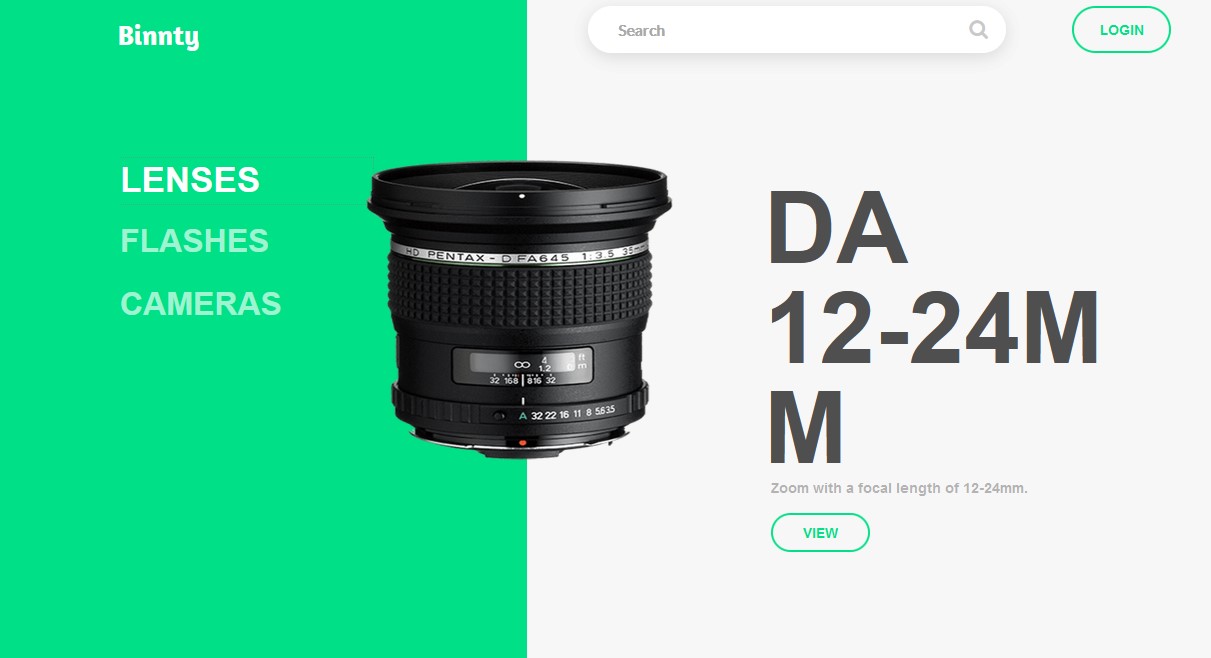 Binnty
Search
LOGIN
LENSES
FLASHES
CAMERAS
HD PENTAX - D FA645 1:3.5 35
4 ft
∞ 1.2 m
32 16 8 8 16 32
A 32 22 16 11 8 5.6 3.5
DA
12-24M
M
Zoom with a focal length of 12-24mm.
VIEW